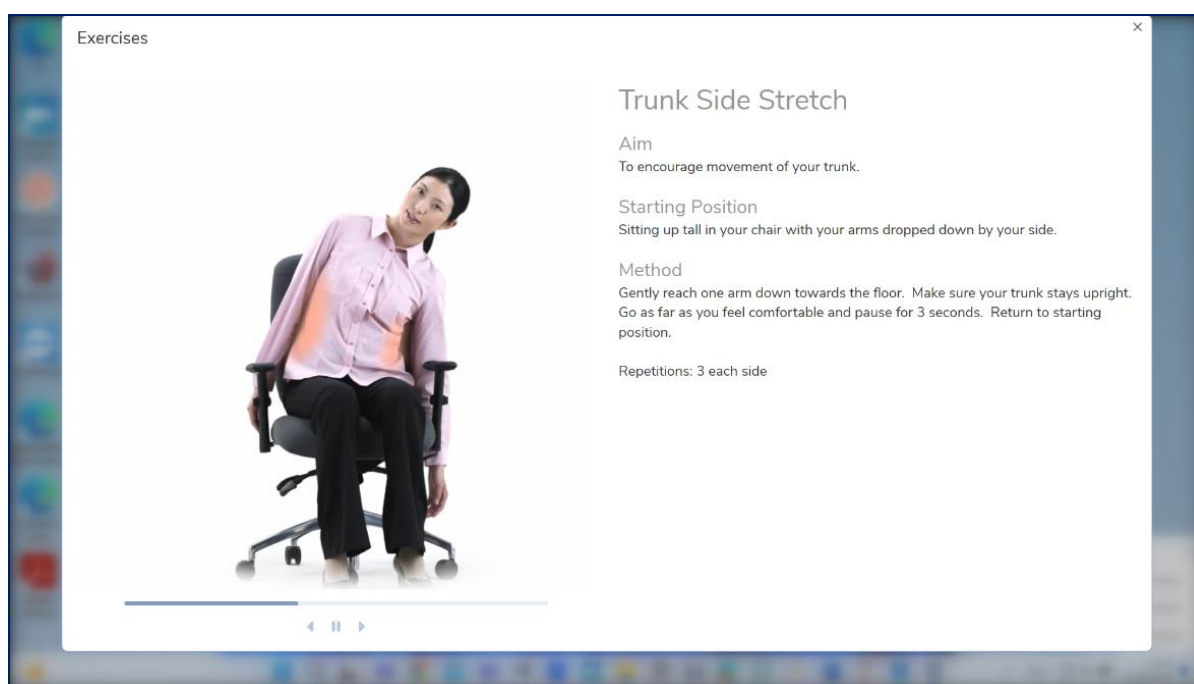 Exercises
Trunk Side Stretch
Aim
To encourage movement of your trunk.
Starting Position
Sitting up tall in your chair with your arms dropped down by your side.
Method
Gently reach one arm down towards the floor.  Make sure your trunk stays upright.
Go as far as you feel comfortable and pause for 3 seconds.  Return to starting
position.
Repetitions: 3 each side